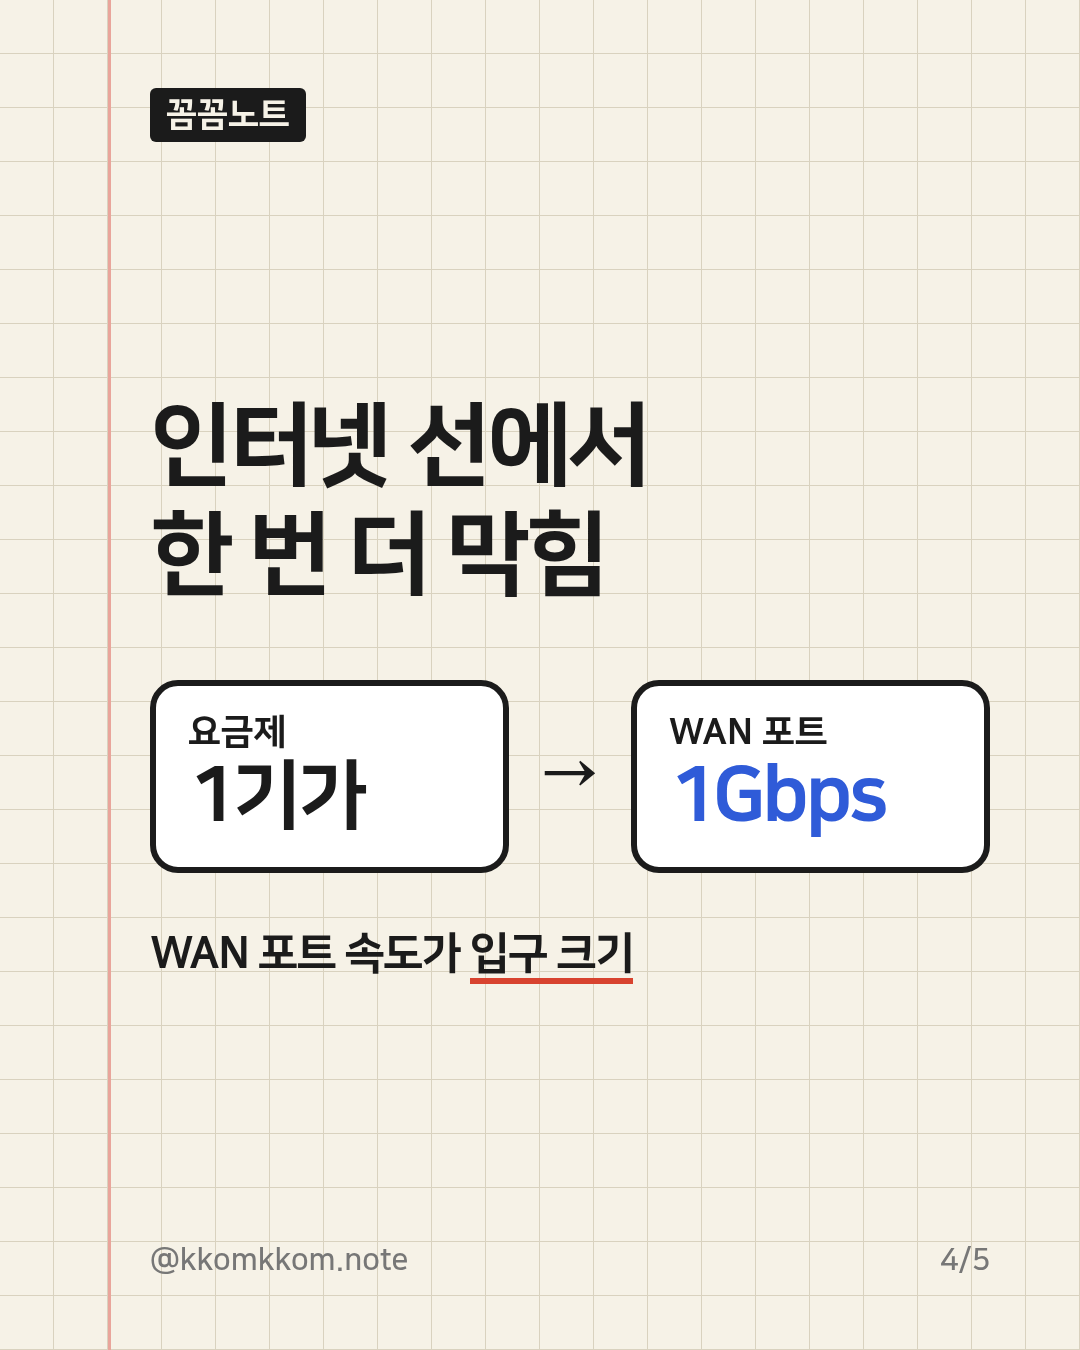 꼼꼼노트
인터넷 선에서
한 번 더 막힘
요금제
1기가
→
WAN 포트
1Gbps
WAN 포트 속도가 입구 크기
@kkomkkom.note
4/5